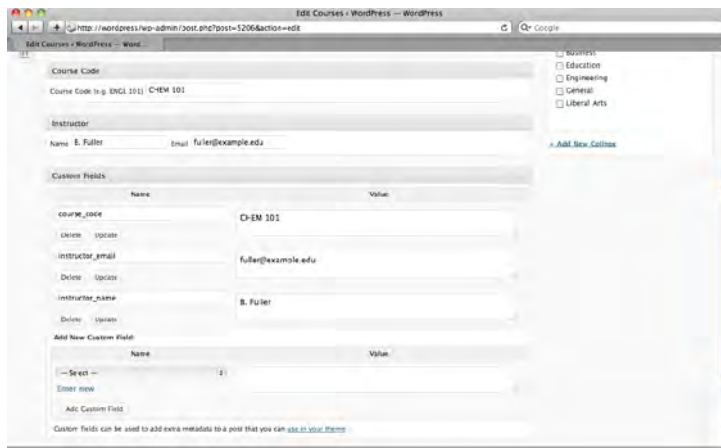 Edit Courses ‹ WordPress — WordPress
http://wordpress/wp-admin/post.php?post=5206&action=edit
Google
Edit Courses ‹ WordPress — Word...
Business
Education
Engineering
General
Liberal Arts
+ Add New College
Course Code
Course Code (e.g. ENGL 101) CHEM 101
Instructor
Name B. Fuller Email fuller@example.edu
Custom Fields
Name Value
course_code CHEM 101
Delete Update
instructor_email fuller@example.edu
Delete Update
instructor_name B. Fuller
Delete Update
Add New Custom Field:
Name Value
— Select —
Enter new
Add Custom Field
Custom fields can be used to add extra metadata to a post that you can use in your theme.